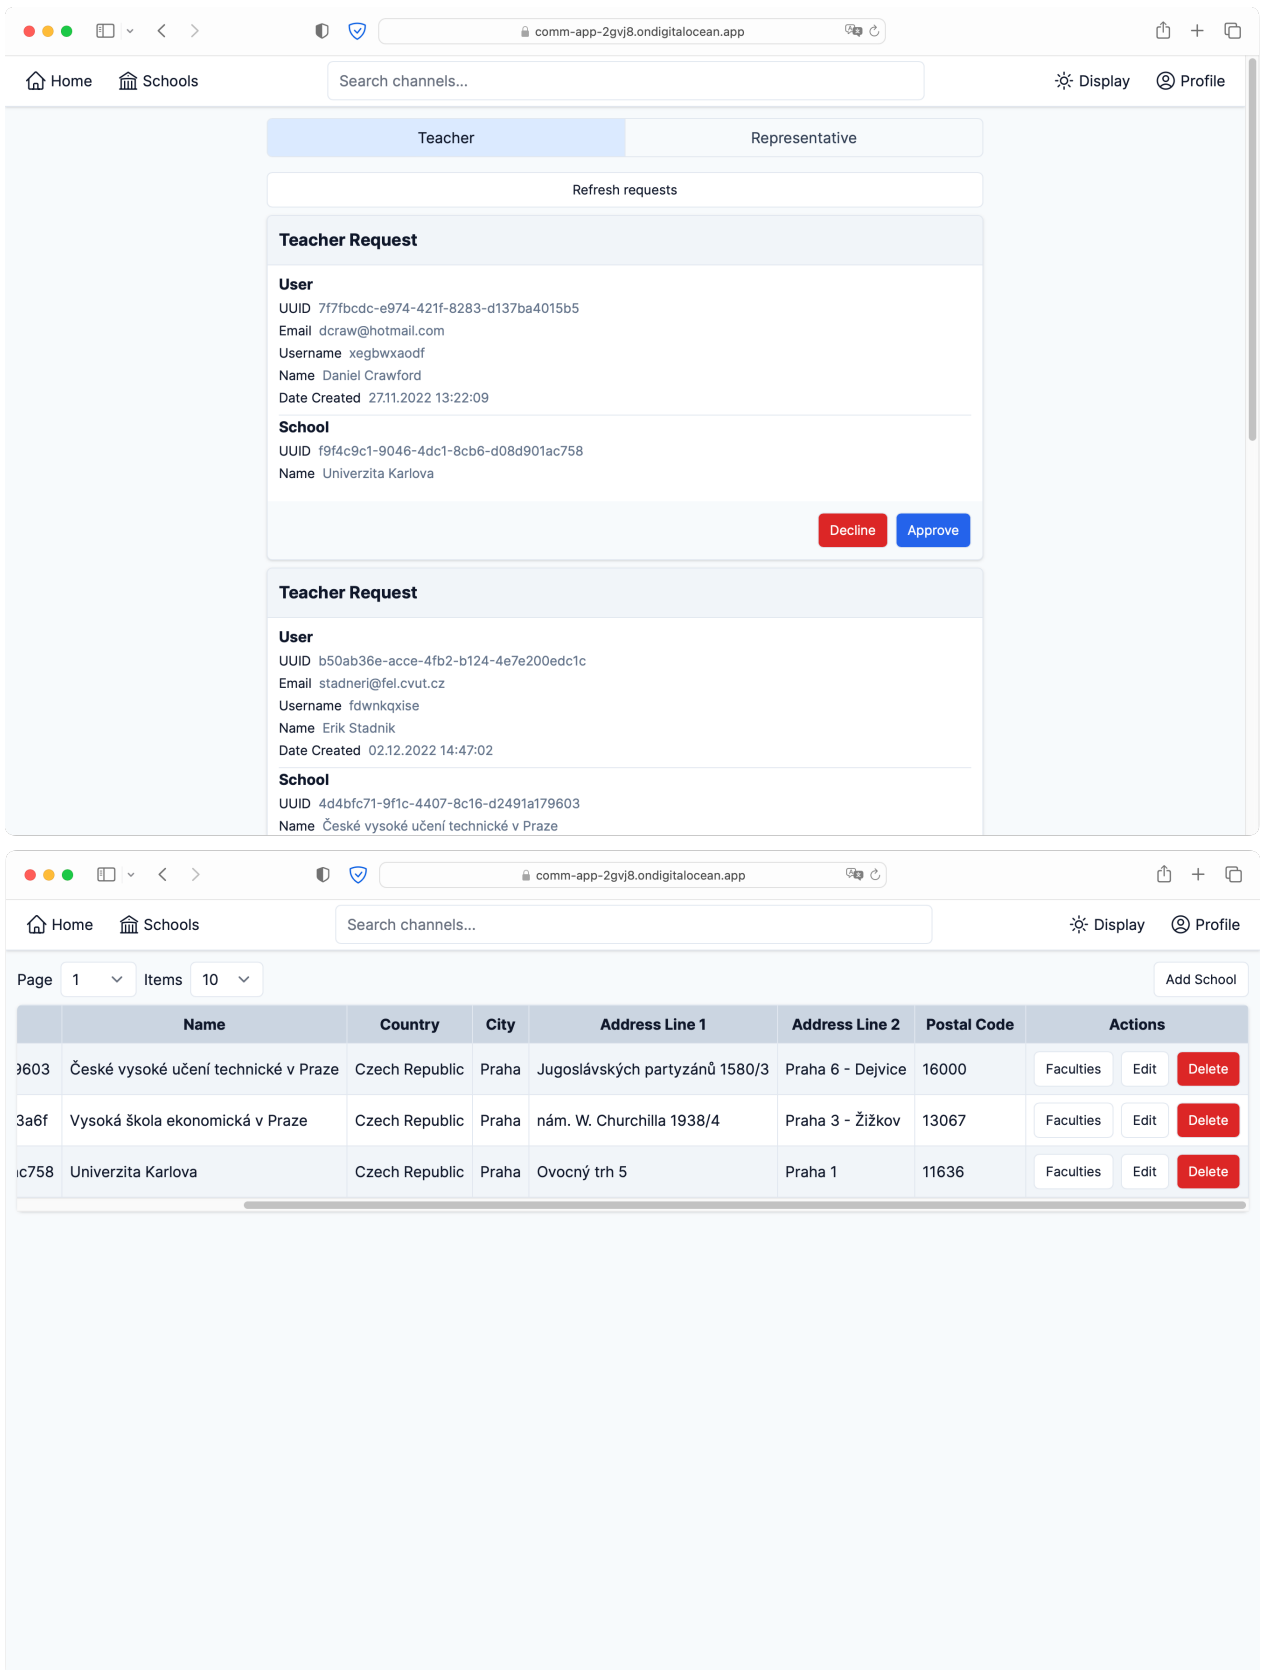 comm-app-2gvj8.ondigitalocean.app
Home Schools Search channels... Display Profile
Teacher Representative
Refresh requests
Teacher Request
User
UUID 7f7fbcdc-e974-421f-8283-d137ba4015b5
Email dcraw@hotmail.com
Username xegbwxaodf
Name Daniel Crawford
Date Created 27.11.2022 13:22:09
School
UUID f9f4c9c1-9046-4dc1-8cb6-d08d901ac758
Name Univerzita Karlova
Decline Approve
Teacher Request
User
UUID b50ab36e-acce-4fb2-b124-4e7e200edc1c
Email stadneri@fel.cvut.cz
Username fdwnkqxise
Name Erik Stadnik
Date Created 02.12.2022 14:47:02
School
UUID 4d4bfc71-9f1c-4407-8c16-d2491a179603
Name České vysoké učení technické v Praze
comm-app-2gvj8.ondigitalocean.app
Home Schools Search channels... Display Profile
Page 1 Items 10 Add School
Name Country City Address Line 1 Address Line 2 Postal Code Actions
9603 České vysoké učení technické v Praze Czech Republic Praha Jugoslávských partyzánů 1580/3 Praha 6 - Dejvice 16000 Faculties Edit Delete
3a6f Vysoká škola ekonomická v Praze Czech Republic Praha nám. W. Churchilla 1938/4 Praha 3 - Žižkov 13067 Faculties Edit Delete
c758 Univerzita Karlova Czech Republic Praha Ovocný trh 5 Praha 1 11636 Faculties Edit Delete